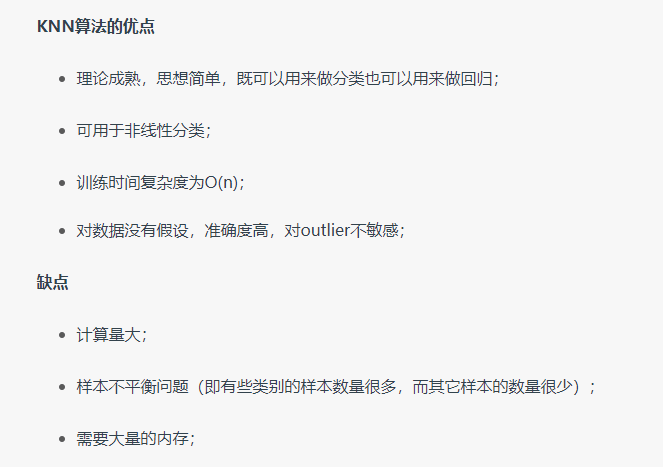 KNN算法的优点
理论成熟，思想简单，既可以用来做分类也可以用来做回归；
可用于非线性分类；
训练时间复杂度为O(n)；
对数据没有假设，准确度高，对outlier不敏感；
缺点
计算量大；
样本不平衡问题（即有些类别的样本数量很多，而其它样本的数量很少）；
需要大量的内存；